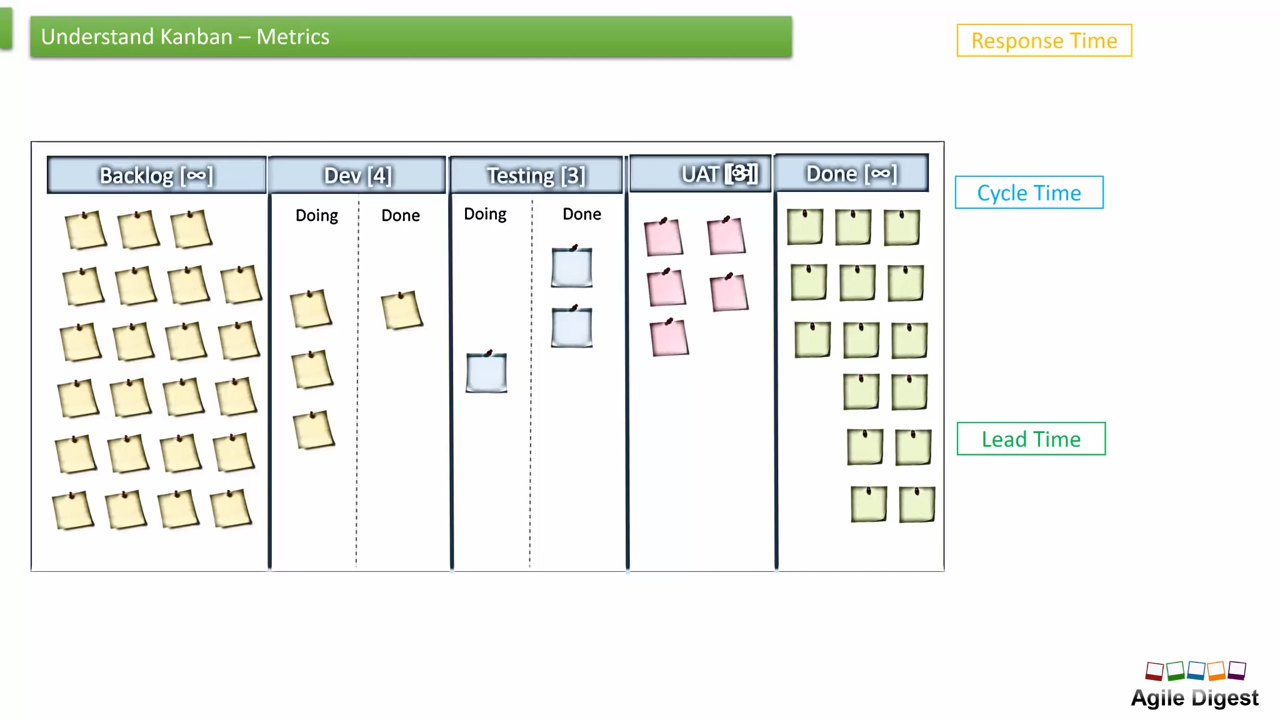 Understand Kanban – Metrics
Response Time
Backlog [∞]
Dev [4]
Testing [3]
UAT
Done [∞]
Cycle Time
Doing
Done
Doing
Done
Lead Time
Agile Digest